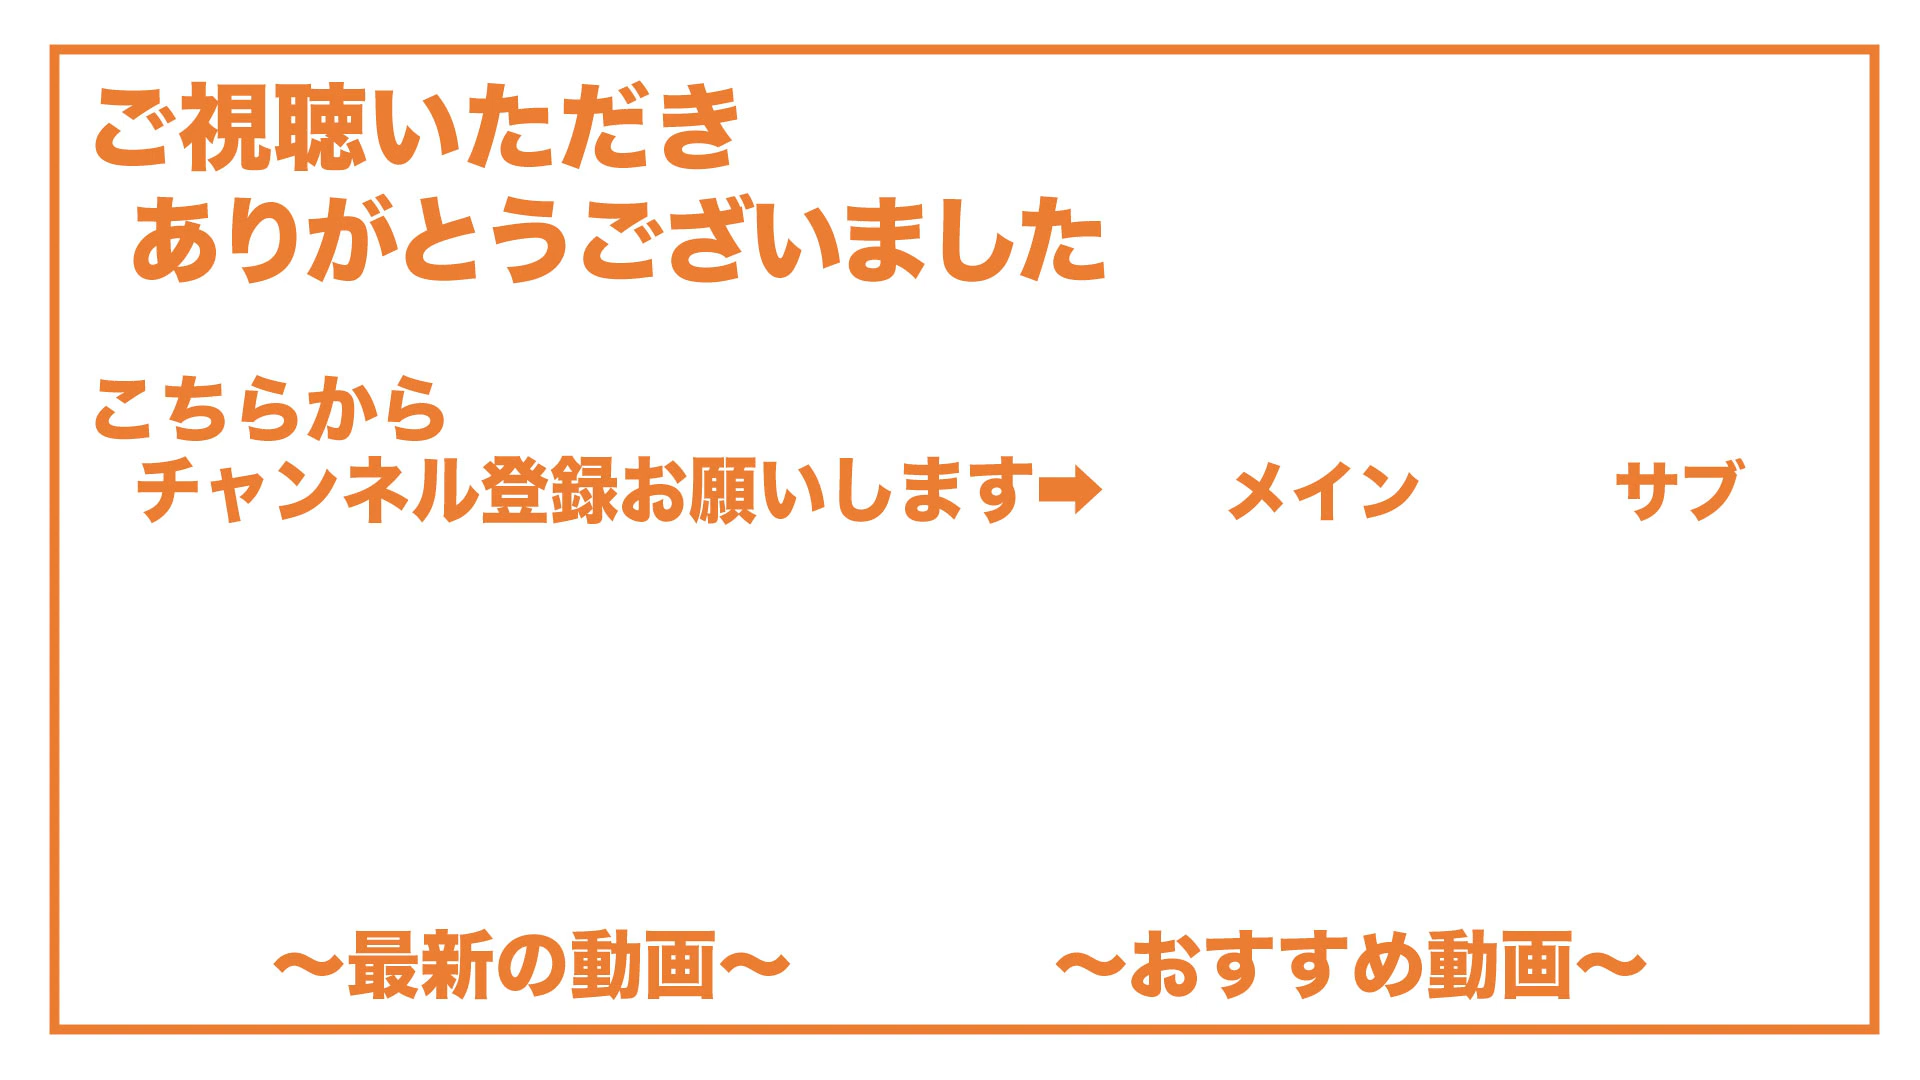 ご視聴いただき
ありがとうございました
こちらから
チャンネル登録お願いします➡ メイン サブ
〜最新の動画〜 〜おすすめ動画〜